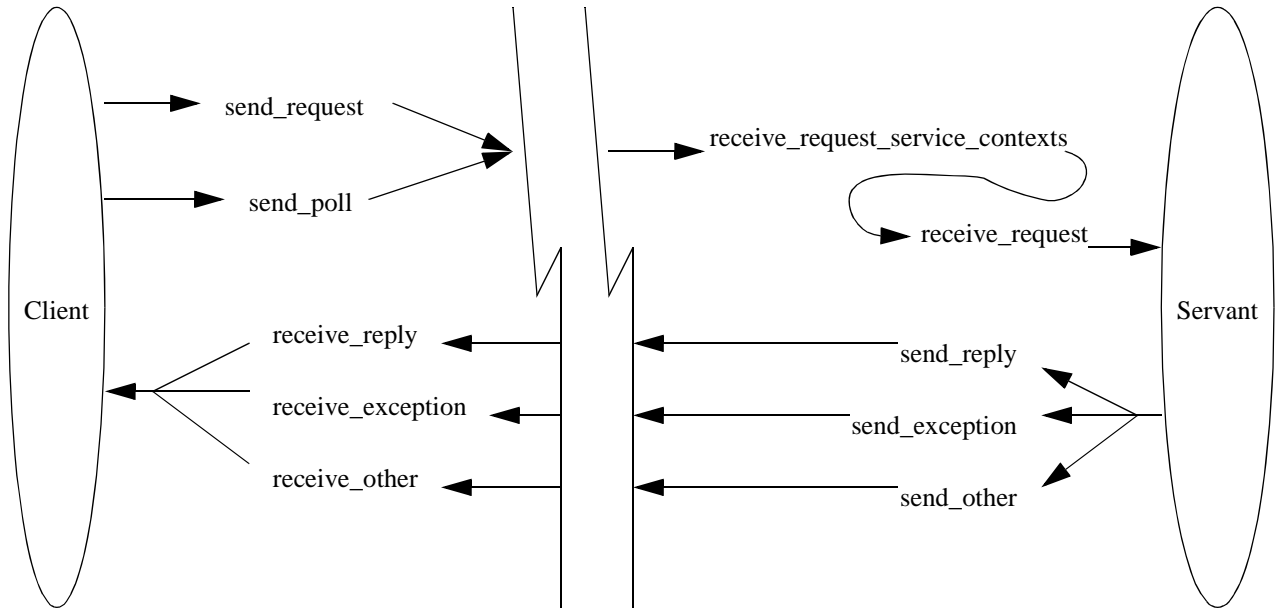 send_request
receive_request_service_contexts
send_poll
receive_request
Client
Servant
receive_reply
send_reply
receive_exception
send_exception
receive_other
send_other